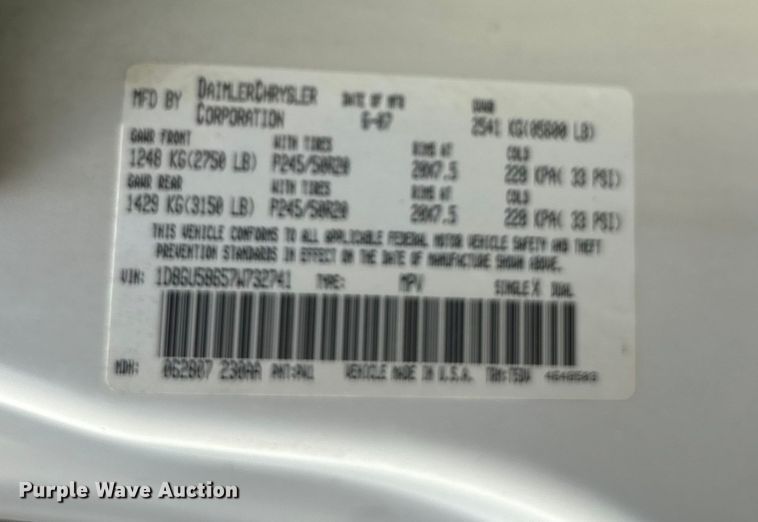 MFD BY DAIMLERCHRYSLER CORPORATION DATE OF MFR 6-07 GVWR 2541 KG(05600 LB)
GAWR FRONT WITH TIRES RIMS AT COLD
1248 KG(2750 LB) P245/50R20 20X7.5 228 KPA( 33 PSI)
GAWR REAR WITH TIRES RIMS AT COLD
1429 KG(3150 LB) P245/50R20 20X7.5 228 KPA( 33 PSI)
THIS VEHICLE CONFORMS TO ALL APPLICABLE FEDERAL MOTOR VEHICLE SAFETY AND THEFT
PREVENTION STANDARDS IN EFFECT ON THE DATE OF MANUFACTURE SHOWN ABOVE.
VIN: 1D8GU58657W732741 TYPE: MPV SINGLE X DUAL
MDH: 062807 230AA PNT:PW1 VEHICLE MADE IN U.S.A.
Purple Wave Auction